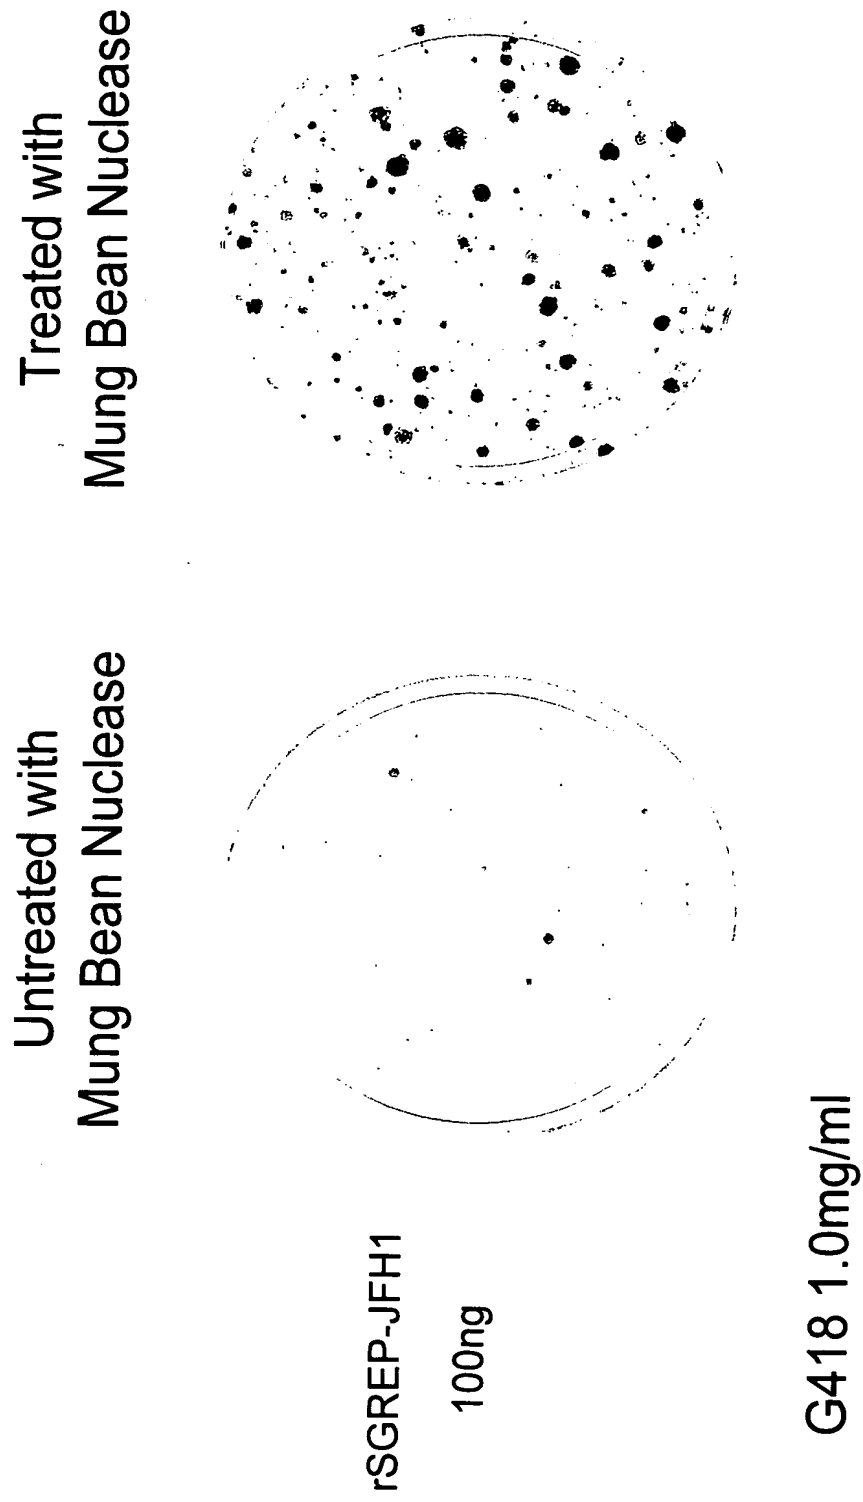 Untreated with
Mung Bean Nuclease
Treated with
Mung Bean Nuclease
rSGREP-JFH1
100ng
G418 1.0mg/ml